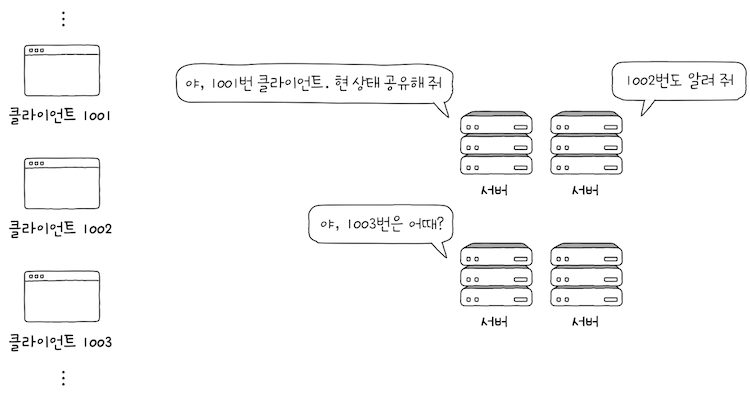 야, 1001번 클라이언트. 현 상태 공유해 줘
1002번도 알려 줘
클라이언트 1001
서버
서버
클라이언트 1002
야, 1003번은 어때?
클라이언트 1003
서버
서버